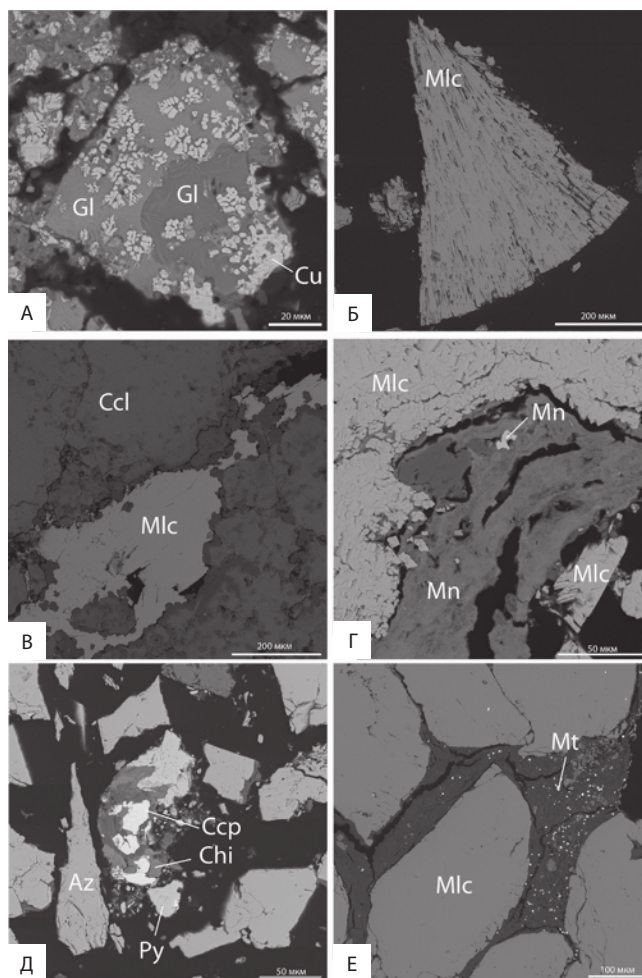 Gl
Gl
Cu
А
20 мкм
Mlc
Б
200 мкм
Ccl
Mlc
В
200 мкм
Mlc
Mn
Mn
Mlc
Г
50 мкм
Ccp
Chi
Az
Py
Д
50 мкм
Mt
Mlc
Е
100 мкм